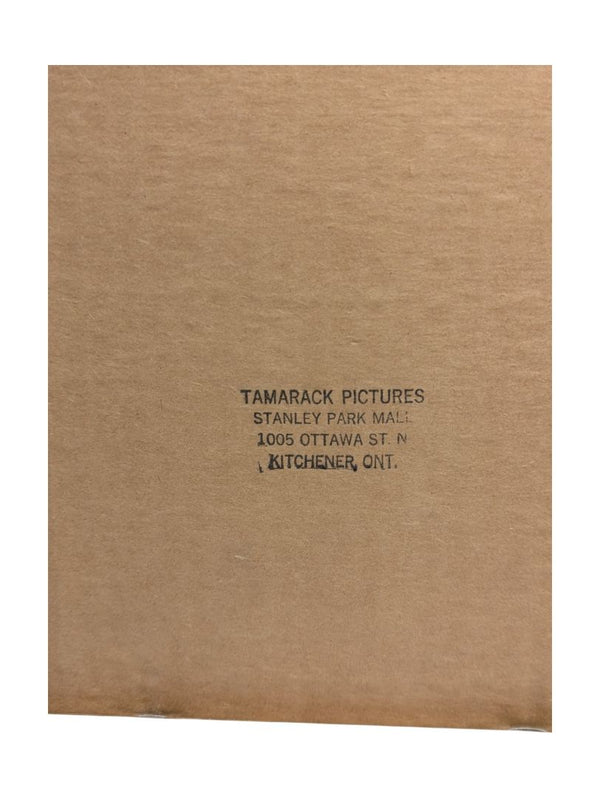 TAMARACK PICTURES
STANLEY PARK MALL
1005 OTTAWA ST. N
KITCHENER, ONT.